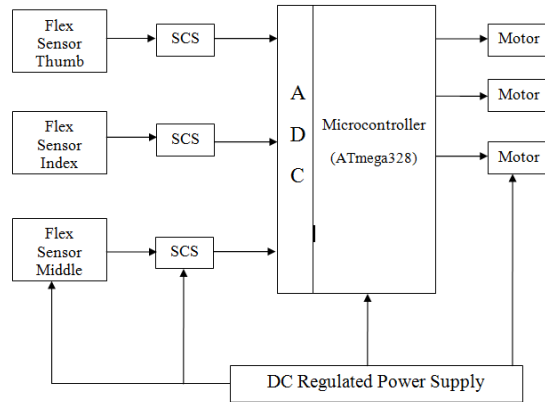 Flex
Sensor
Thumb
SCS
Motor
Flex
Sensor
Index
SCS
A
D
C
Microcontroller
(ATmega328)
Motor
Motor
Flex
Sensor
Middle
SCS
DC Regulated Power Supply